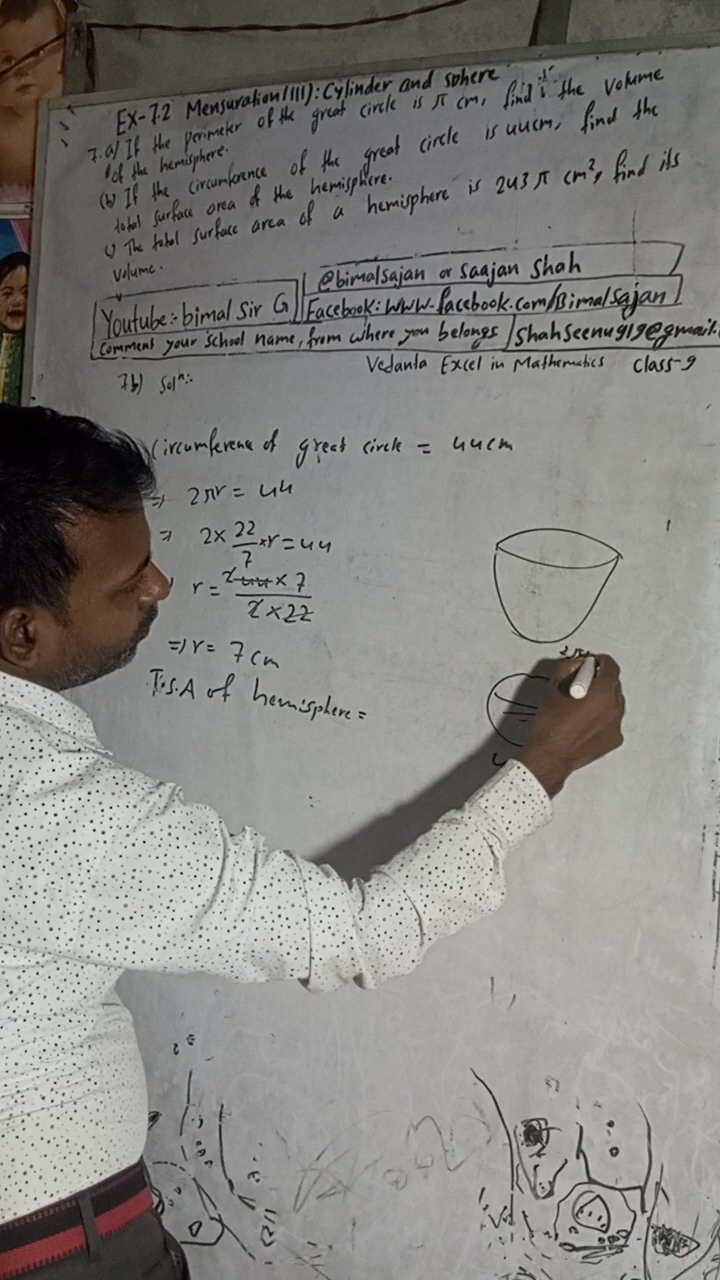 Ex-7.2 Mensuration(III): Cylinder and sphere
7. a) If the perimeter of the great circle is π cm, find is the volume
of the hemisphere.
(b) If the circumference of the great circle is 44cm, find the
total surface area of the hemisphere.
c) The total surface area of a hemisphere is 243 π cm², find its
volume.
@bimalsajan or saajan shah
Youtube:- bimal Sir G
Facebook: www.facebook.com/Bimalsajan
Comment your school name, from where you belongs
Shahseenu919@gmail.
Vedanta Excel in Mathematics Class-9
7b) Solⁿ:-
Circumference of great circle = 44cm
⇒ 2πr = 44
⇒ 2× 22/7 ×r = 44
r = 2 44 × 7 / 2 × 22
⇒ r = 7 cm
T.S.A of hemisphere =